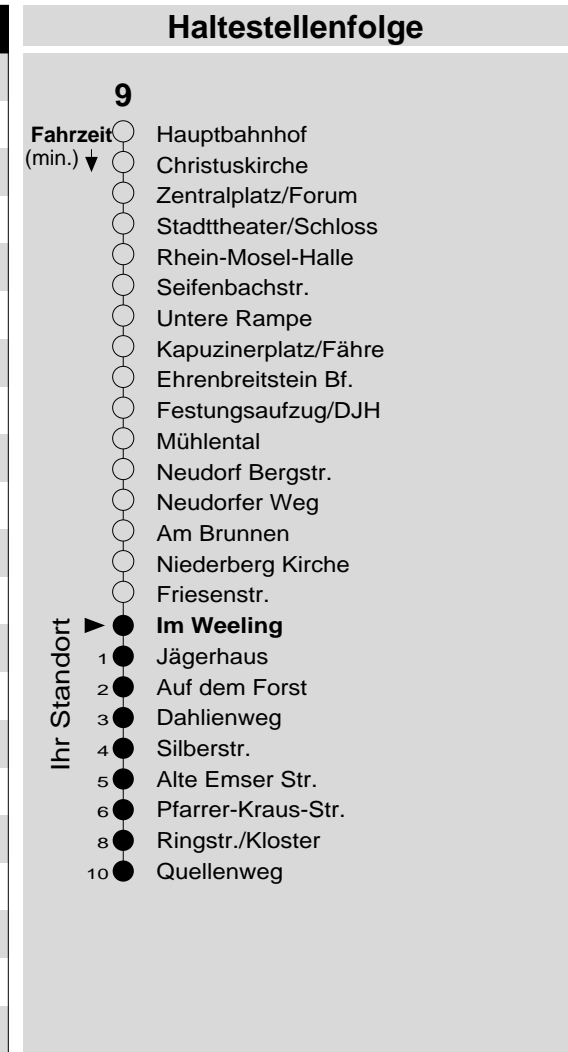 Haltestellenfolge
9
Fahrzeit
(min.)
Hauptbahnhof
Christuskirche
Zentralplatz/Forum
Stadttheater/Schloss
Rhein-Mosel-Halle
Seifenbachstr.
Untere Rampe
Kapuzinerplatz/Fähre
Ehrenbreitstein Bf.
Festungsaufzug/DJH
Mühlental
Neudorf Bergstr.
Neudorfer Weg
Am Brunnen
Niederberg Kirche
Friesenstr.
Ihr Standort
Im Weeling
1 Jägerhaus
2 Auf dem Forst
3 Dahlienweg
4 Silberstr.
5 Alte Emser Str.
6 Pfarrer-Kraus-Str.
8 Ringstr./Kloster
10 Quellenweg